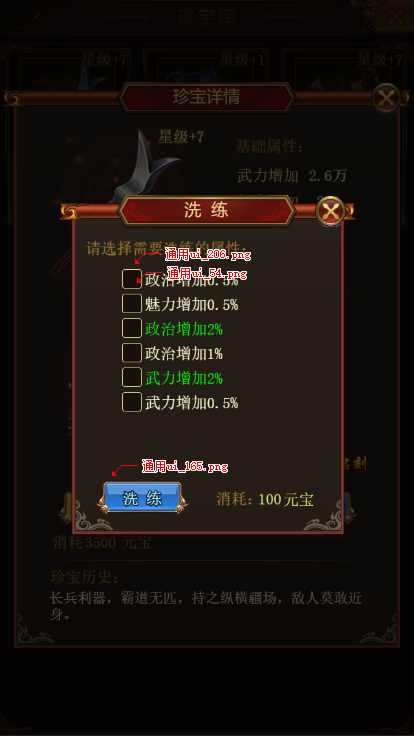 珍宝库
星级+7
星级+1
星级+7
珍宝详情
星级+7
基础属性：
武力增加 2.6万
洗 练
请选择需要洗练的属性：
通用ui_208.png
通用ui_54.png
政治增加0.5%
魅力增加0.5%
政治增加2%
政治增加1%
武力增加2%
武力增加0.5%
通用ui_165.png
洗 练
消耗：100元宝
消耗3500 元宝
珍宝历史：
长兵利器，霸道无匹，持之纵横疆场，敌人莫敢近
身。